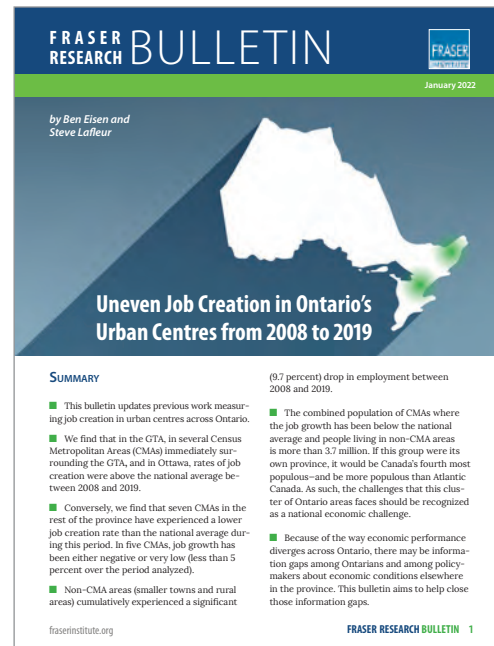 FRASER
RESEARCH BULLETIN
FRASER
INSTITUTE
January 2022
by Ben Eisen and
Steve Lafleur
Uneven Job Creation in Ontario's
Urban Centres from 2008 to 2019
Summary
■ This bulletin updates previous work measur-
ing job creation in urban centres across Ontario.
■ We find that in the GTA, in several Census
Metropolitan Areas (CMAs) immediately sur-
rounding the GTA, and in Ottawa, rates of job
creation were above the national average be-
tween 2008 and 2019.
■ Conversely, we find that seven CMAs in the
rest of the province have experienced a lower
job creation rate than the national average dur-
ing this period. In five CMAs, job growth has
been either negative or very low (less than 5
percent over the period analyzed).
■ Non-CMA areas (smaller towns and rural
areas) cumulatively experienced a significant
(9.7 percent) drop in employment between
2008 and 2019.
■ The combined population of CMAs where
the job growth has been below the national
average and people living in non-CMA areas
is more than 3.7 million. If this group were its
own province, it would be Canada's fourth most
populous—and be more populous than Atlantic
Canada. As such, the challenges that this clus-
ter of Ontario areas faces should be recognized
as a national economic challenge.
■ Because of the way economic performance
diverges across Ontario, there may be informa-
tion gaps among Ontarians and among policy-
makers about economic conditions elsewhere
in the province. This bulletin aims to help close
those information gaps.
fraserinstitute.org
FRASER RESEARCH BULLETIN 1